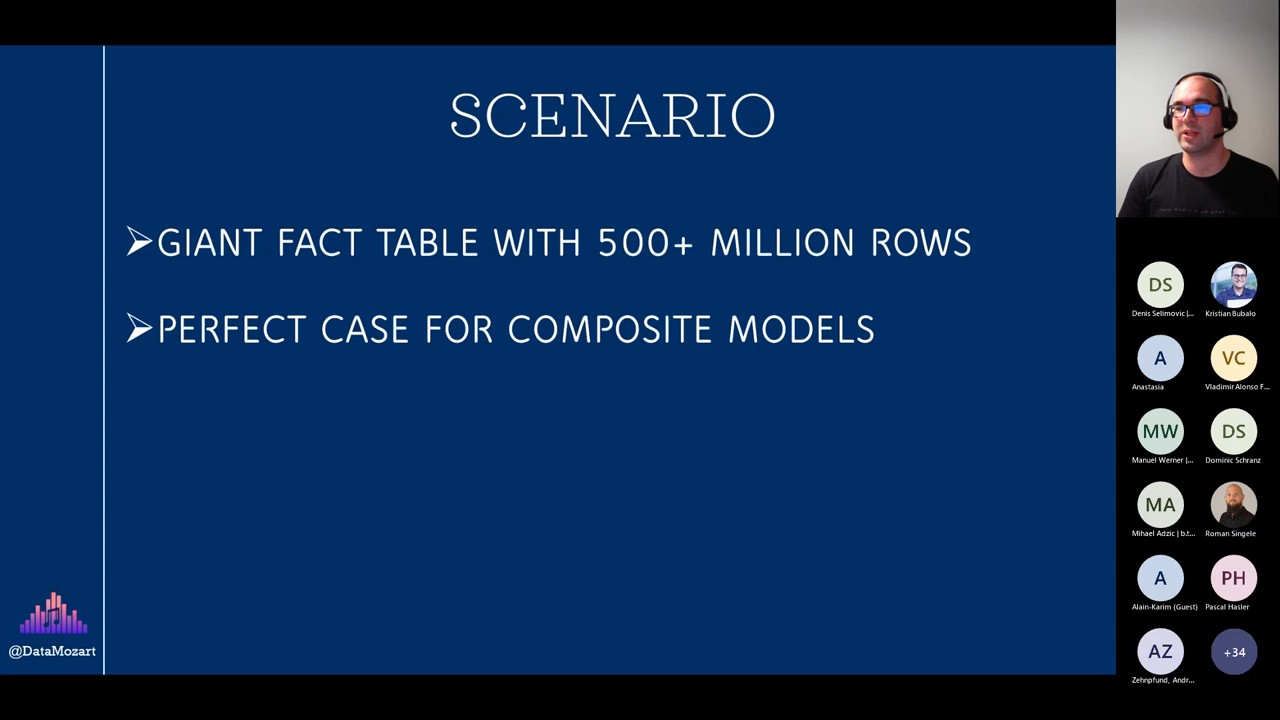 SCENARIO
➢GIANT FACT TABLE WITH 500+ MILLION ROWS
➢PERFECT CASE FOR COMPOSITE MODELS
@DataMozart
DS
Denis Selimovic |...
Kristian Bubalo
A
Anastasia
VC
Vladimir Alonso F...
MW
Manuel Werner |...
DS
Dominic Schranz
MA
Mihael Adzic | b.t...
Roman Singele
A
Alain-Karim (Guest)
PH
Pascal Hasler
AZ
Zehnpfund, Andr...
+34